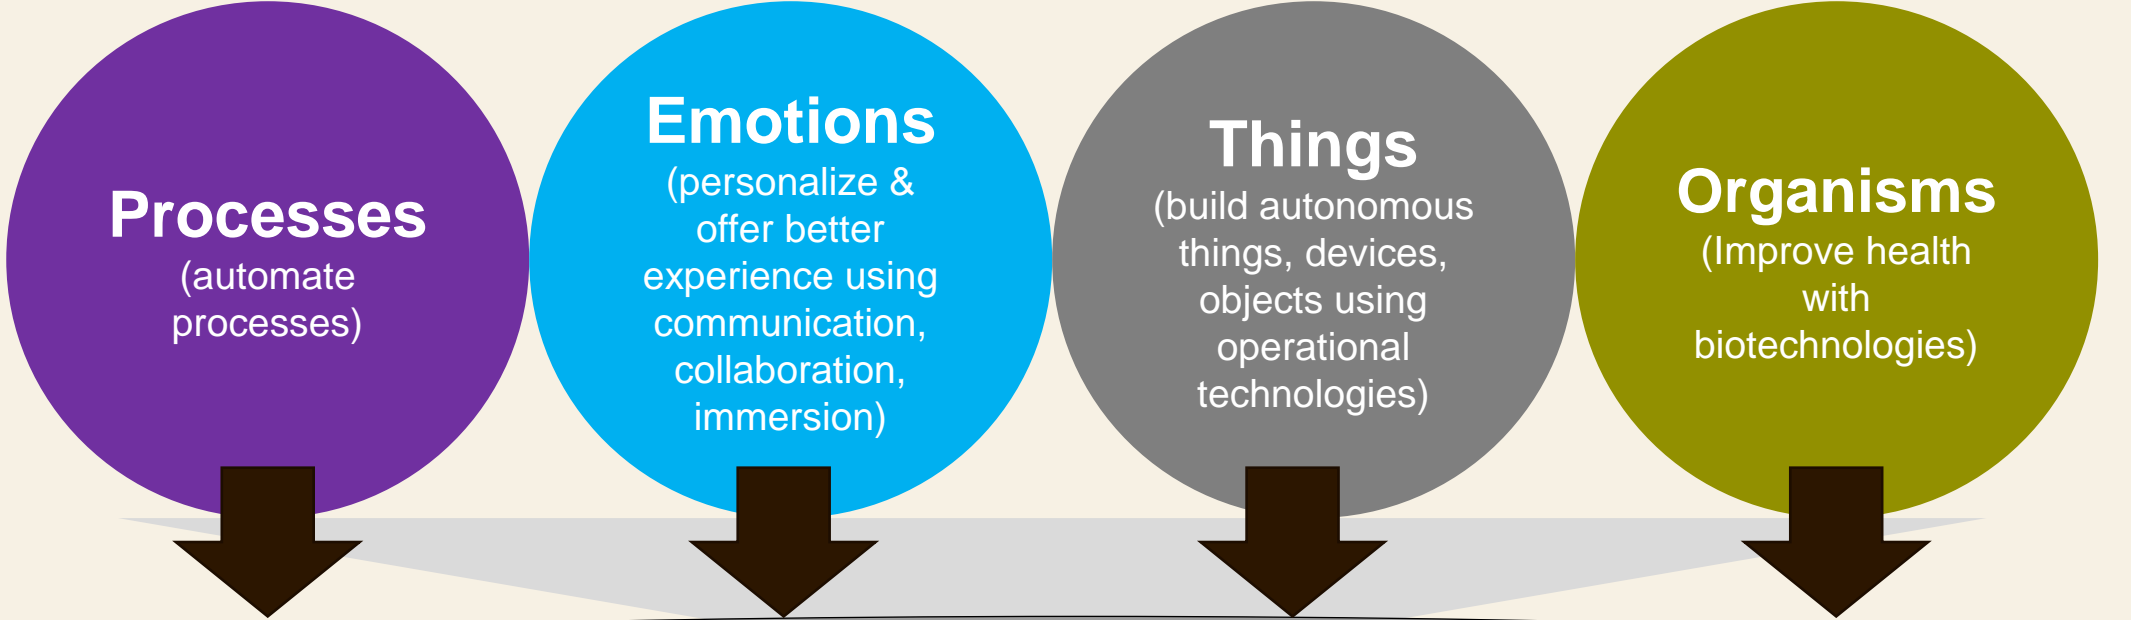 Processes
(automate
processes)
Emotions
(personalize &
offer better
experience using
communication,
collaboration,
immersion)
Things
(build autonomous
things, devices,
objects using
operational
technologies)
Organisms
(Improve health
with
biotechnologies)